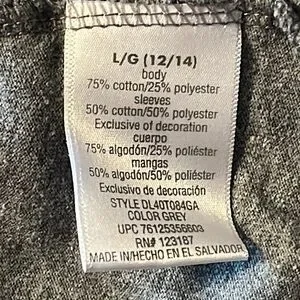 L/G (12/14)
body
75% cotton/25% polyester
sleeves
50% cotton/50% polyester
Exclusive of decoration
cuerpo
75% algodón/25% poliéster
mangas
50% algodón/50% poliéster
Exclusivo de decoración
STYLE DL40T084GA
COLOR GREY
UPC 76125356603
RN# 123187
MADE IN/HECHO EN EL SALVADOR